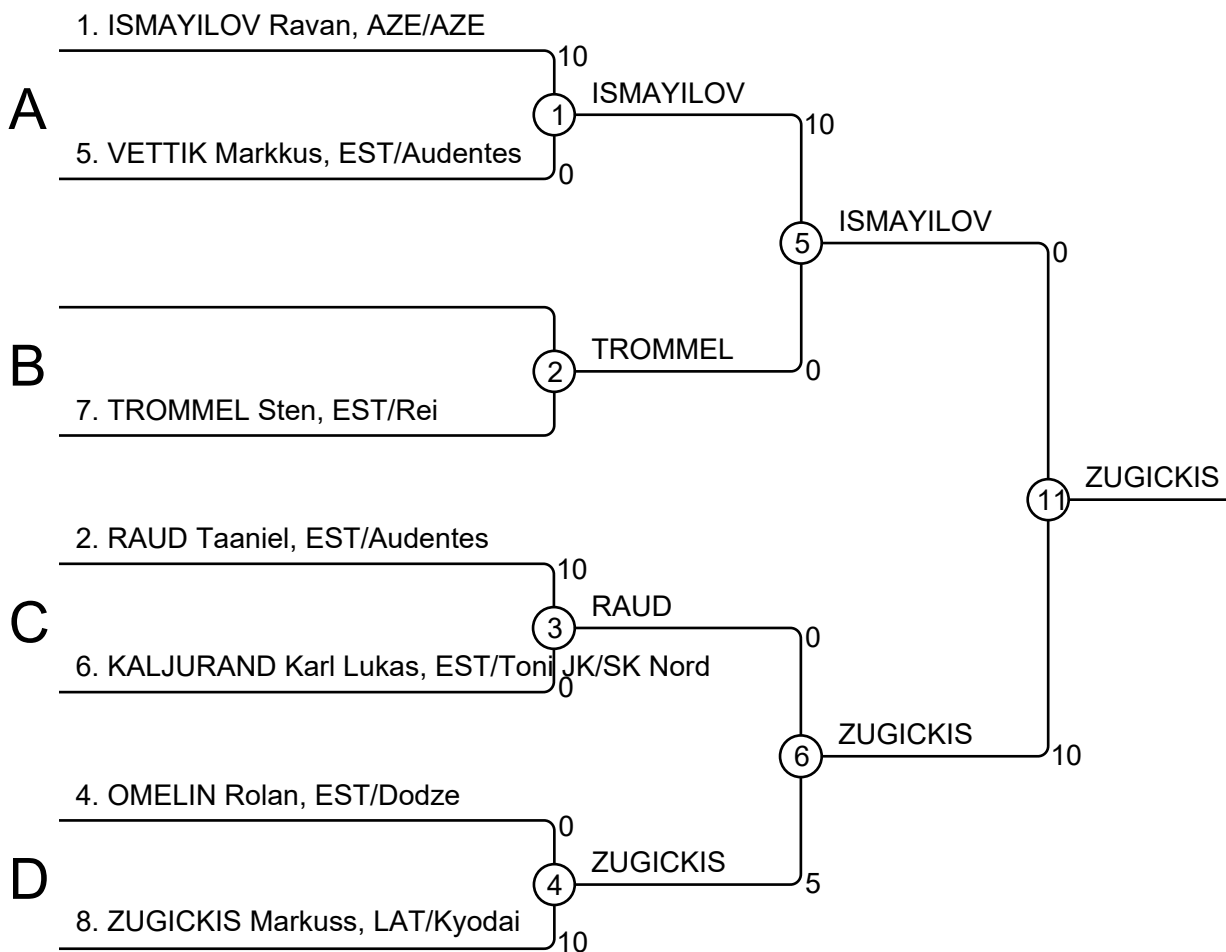 1. ISMAYILOV Ravan, AZE/AZE
10
A
1
ISMAYILOV
10
5. VETTIK Markkus, EST/Audentes
0
5
ISMAYILOV
0
B
2
TROMMEL
0
7. TROMMEL Sten, EST/Rei
11
ZUGICKIS
2. RAUD Taaniel, EST/Audentes
10
C
3
RAUD
0
6. KALJURAND Karl Lukas, EST/Toni JK/SK Nord
0
6
ZUGICKIS
10
4. OMELIN Rolan, EST/Dodze
0
D
4
ZUGICKIS
5
8. ZUGICKIS Markuss, LAT/Kyodai
10